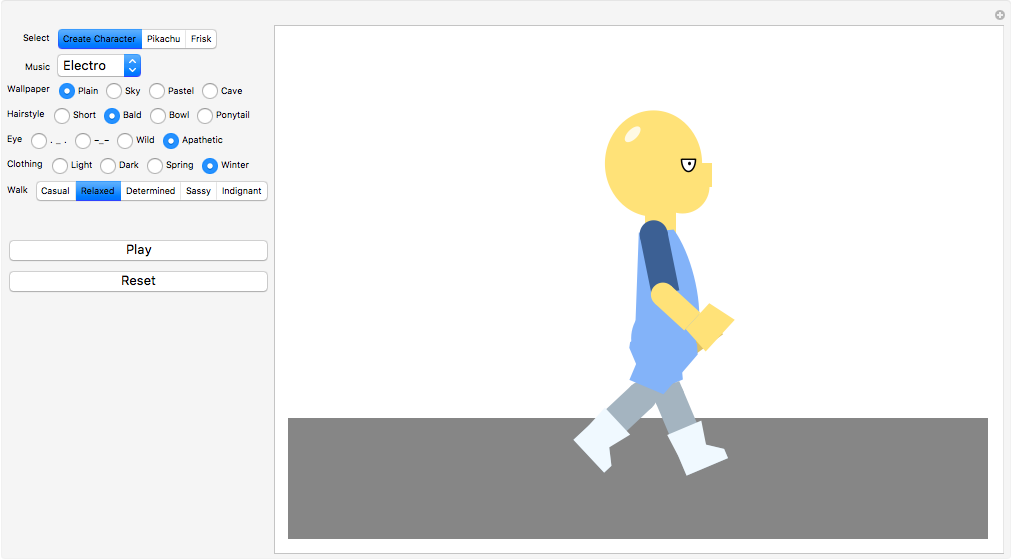 Select Create Character Pikachu Frisk
Music Electro
Wallpaper Plain Sky Pastel Cave
Hairstyle Short Bald Bowl Ponytail
Eye . _ . -_- Wild Apathetic
Clothing Light Dark Spring Winter
Walk Casual Relaxed Determined Sassy Indignant
Play
Reset